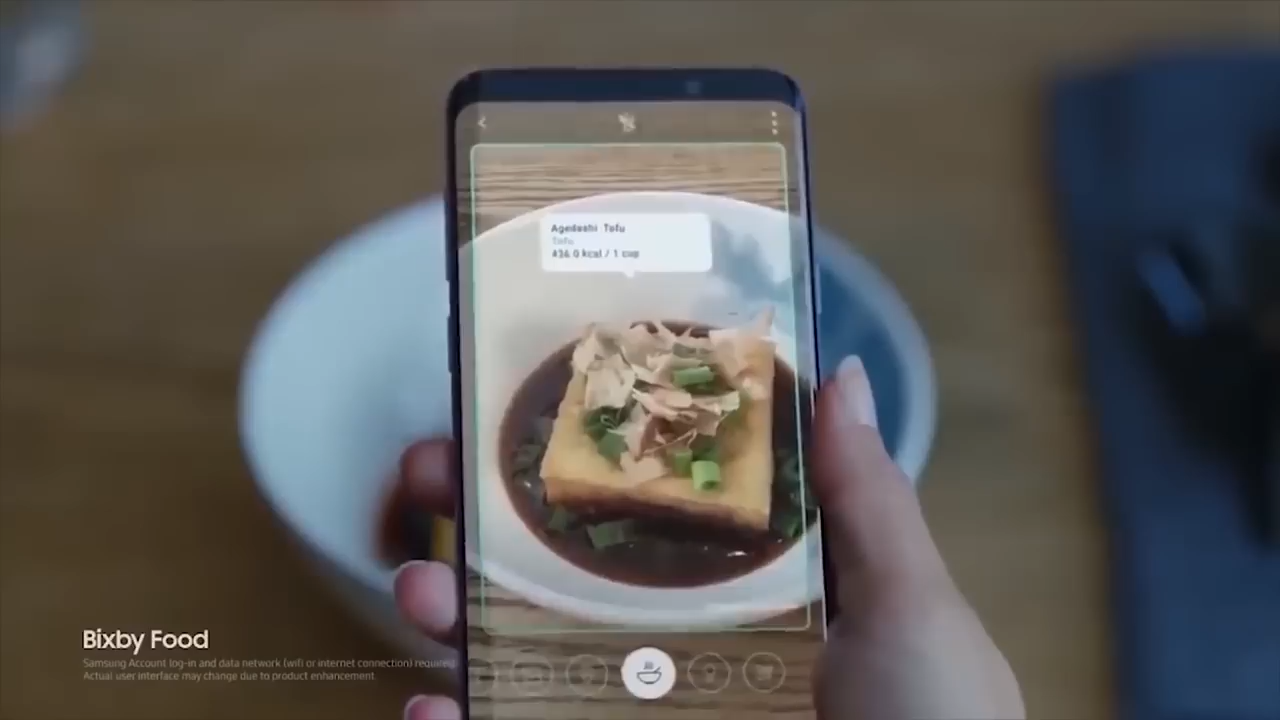 Agedashi Tofu
Tofu
436.0 kcal / 1 cup
Bixby Food
Samsung Account log-in and data network (wifi or internet connection) required.
Actual user interface may change due to product enhancement.